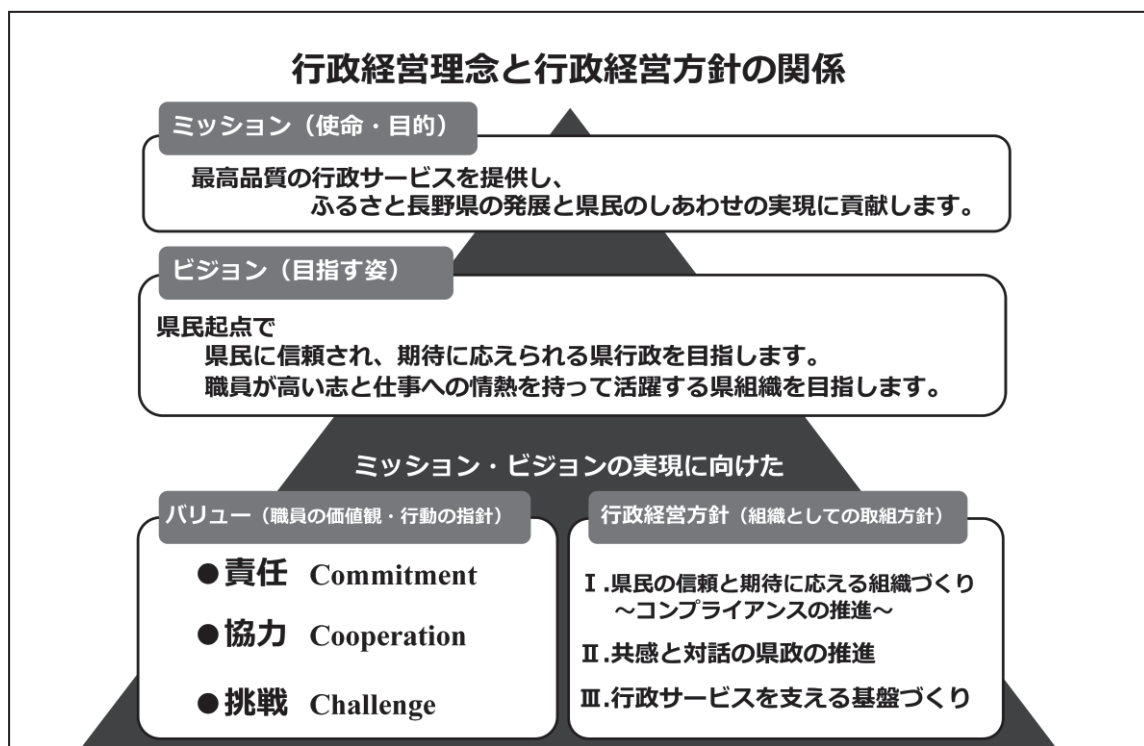 行政経営理念と行政経営方針の関係
ミッション（使命・目的）
最高品質の行政サービスを提供し、
ふるさと長野県の発展と県民のしあわせの実現に貢献します。
ビジョン（目指す姿）
県民起点で
県民に信頼され、期待に応えられる県行政を目指します。
職員が高い志と仕事への情熱を持って活躍する県組織を目指します。
ミッション・ビジョンの実現に向けた
バリュー（職員の価値観・行動の指針）
●責任 Commitment
●協力 Cooperation
●挑戦 Challenge
行政経営方針（組織としての取組方針）
Ⅰ.県民の信頼と期待に応える組織づくり
～コンプライアンスの推進～
Ⅱ.共感と対話の県政の推進
Ⅲ.行政サービスを支える基盤づくり